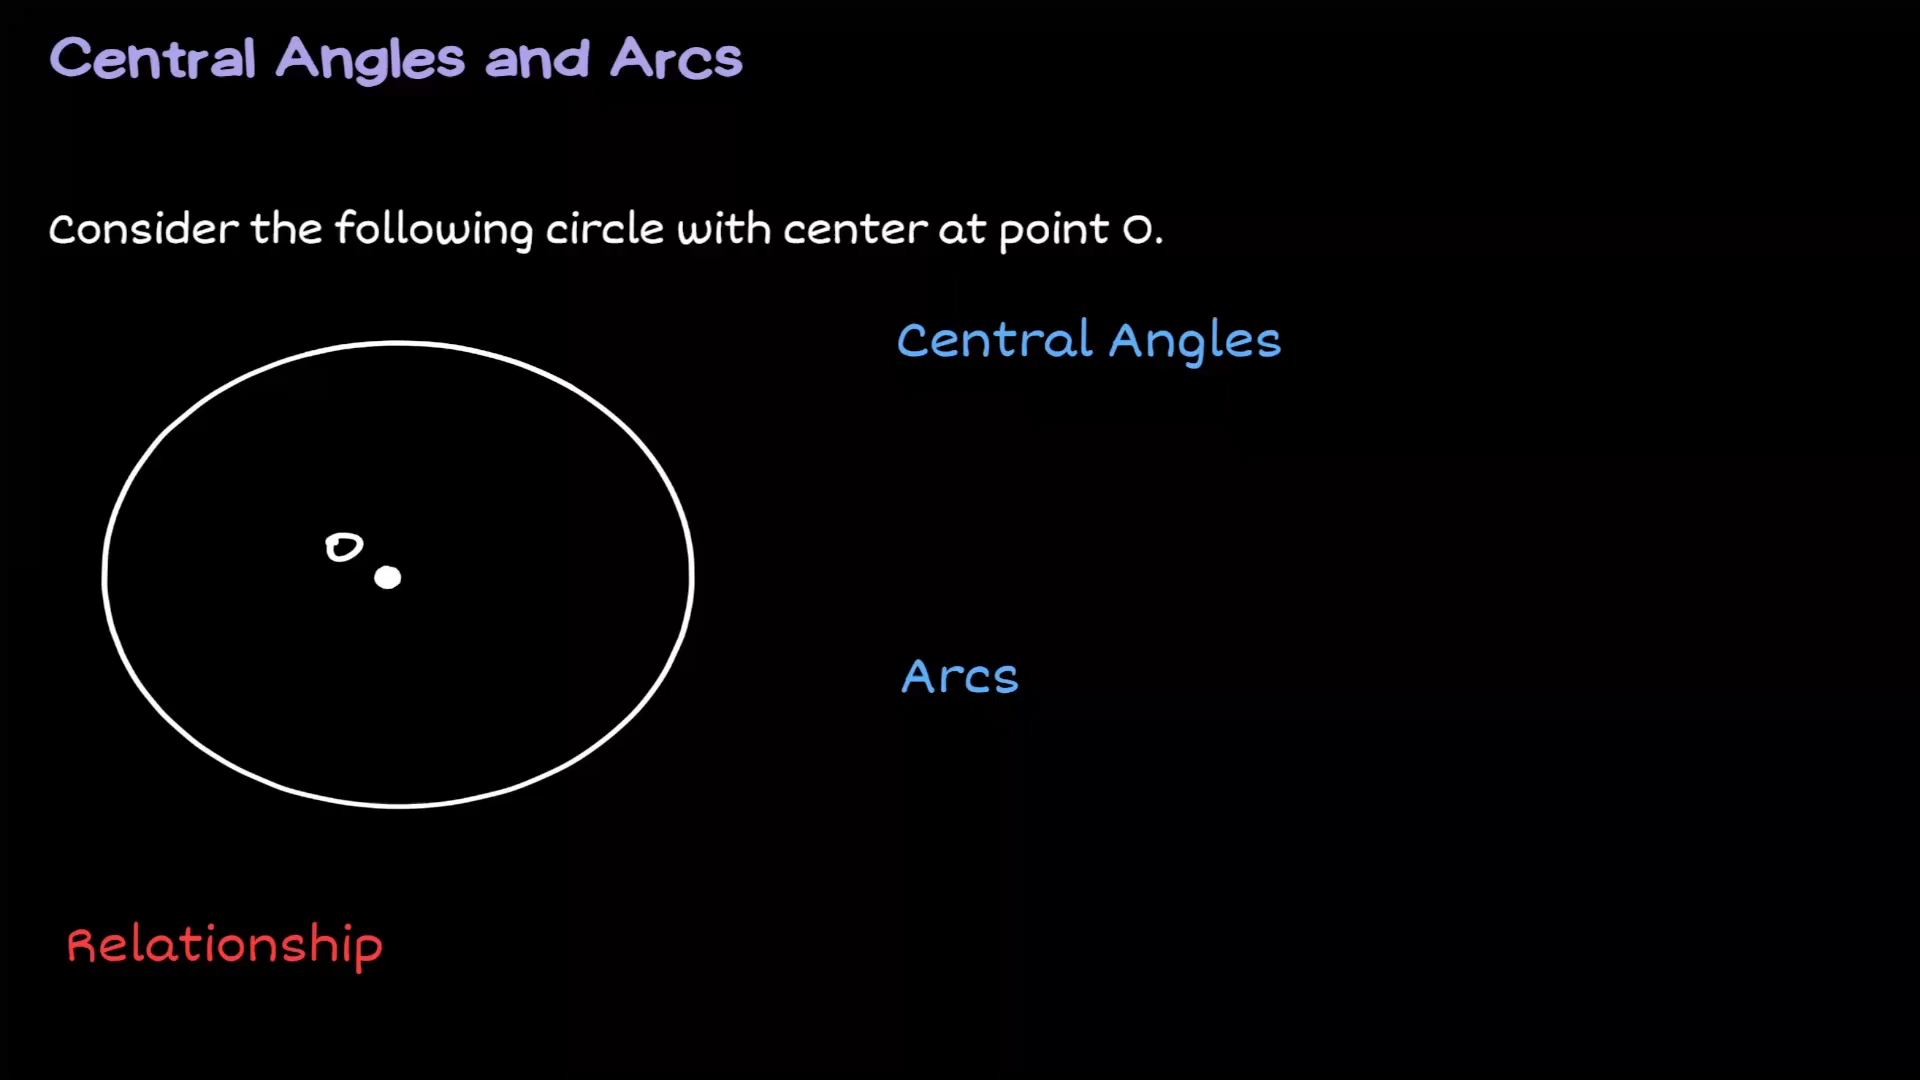 Central Angles and Arcs
Consider the following circle with center at point O.
Central Angles
O
Arcs
Relationship